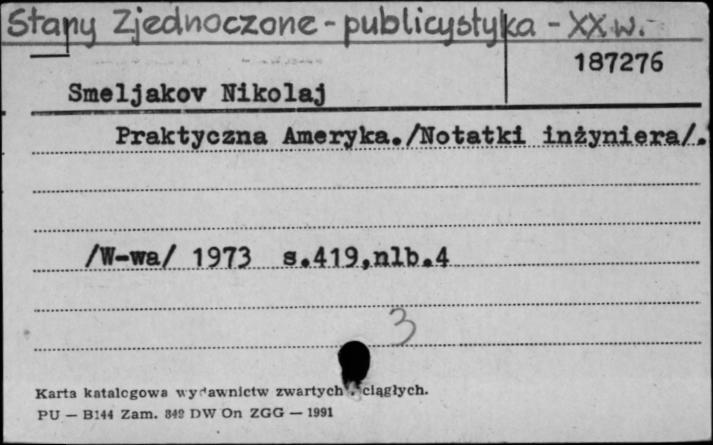 Stany Zjednoczone - publicystyka - XX w.
187276
Smeljakov Nikolaj
Praktyczna Ameryka./Notatki inżyniera/.
/W-wa/ 1973 s.419,nlb.4
3
Karta katalogowa wydawnictw zwartych i ciągłych.
PU — B144 Zam. 849 DW On ZGG — 1991